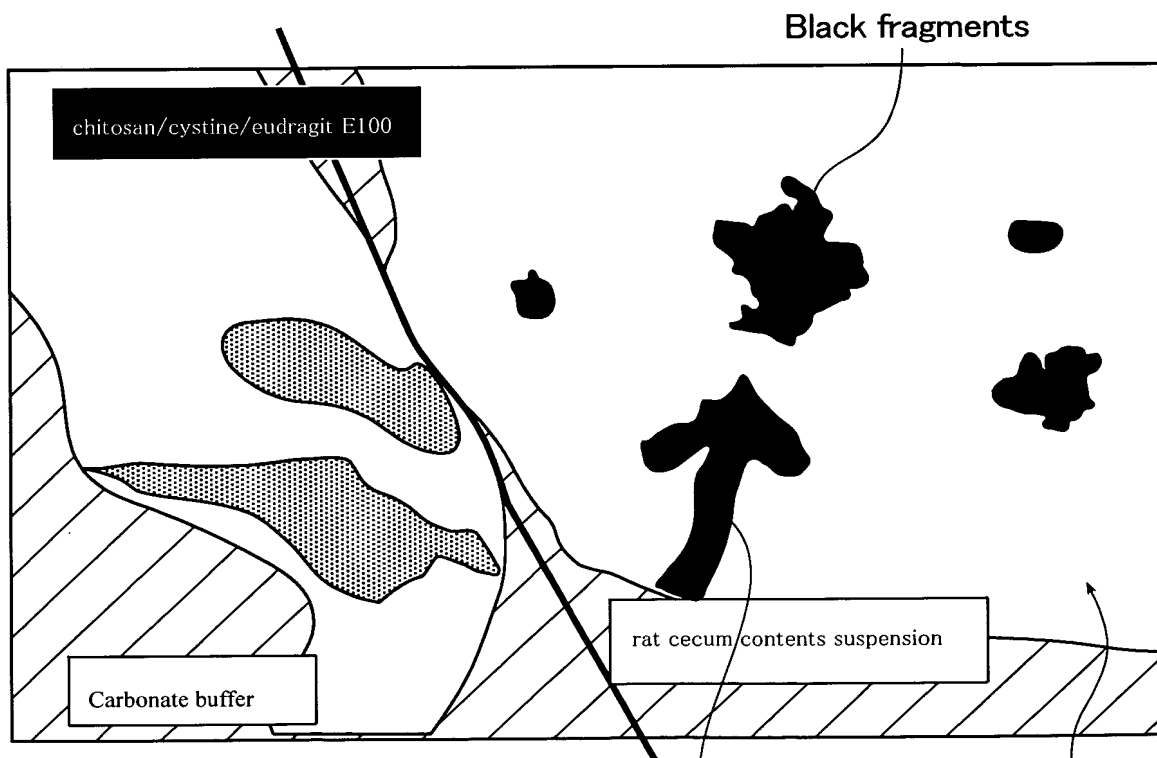 Black fragments
chitosan/cystine/eudragit E100
rat cecum contents suspension
Carbonate buffer